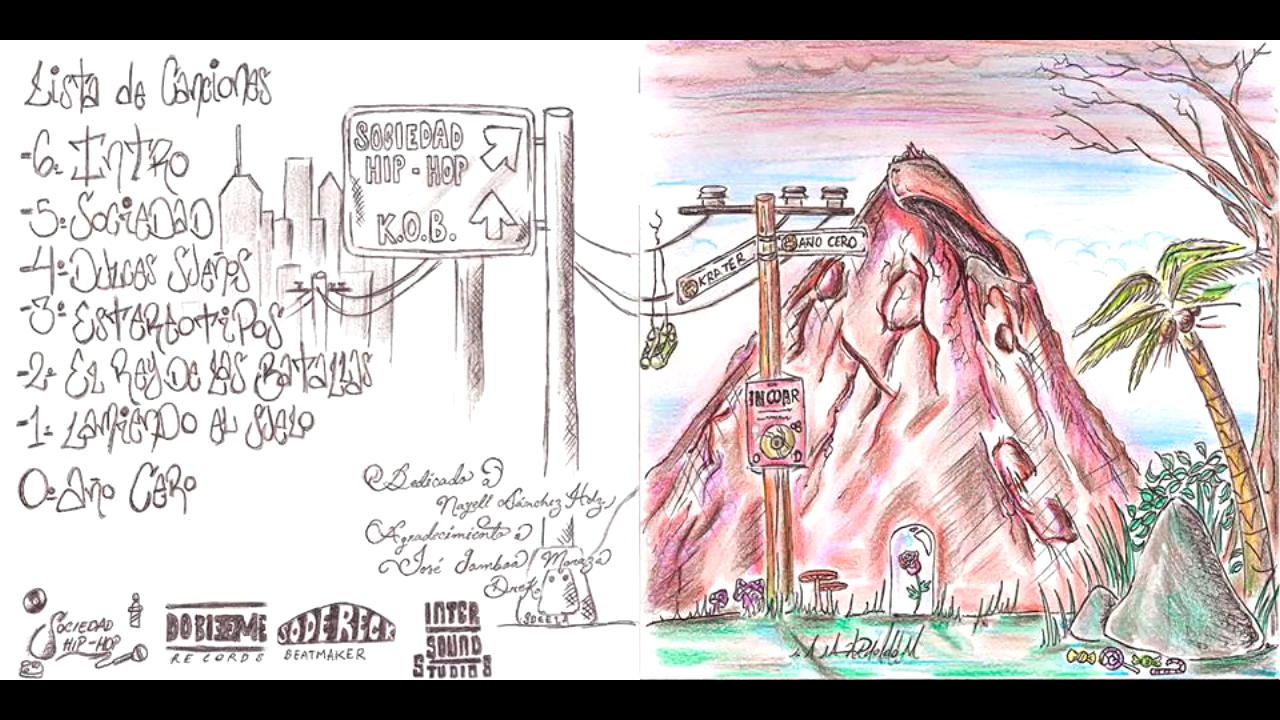 Lista de Canciones
-6: Intro
-5: Sociedad
-4: Dulces Sueños
-3: Estereotipos
-2: El Rey De Las Batallas
-1: Lamiendo el Suelo
0: Año Cero
SOCIEDAD
HIP-HOP
K.O.B.
Dedicado a
Nayell Sánchez Hdz.
Agradecimiento a
José Gamboa
Drek
SOCIEDAD
HIP-HOP
RECORDS
SODERICK
BEATMAKER
INTER
SOUND
STUDIOS
KRATER
AÑO CERO